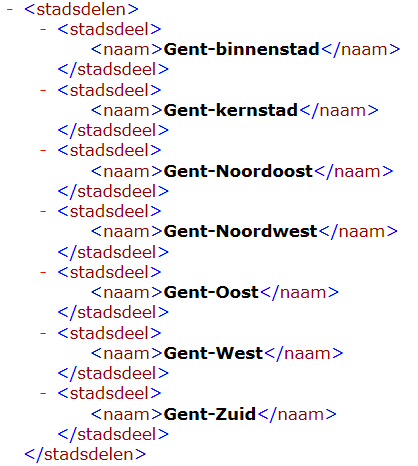 - <stadsdelen>
- <stadsdeel>
<naam>Gent-binnenstad</naam>
</stadsdeel>
- <stadsdeel>
<naam>Gent-kernstad</naam>
</stadsdeel>
- <stadsdeel>
<naam>Gent-Noordoost</naam>
</stadsdeel>
- <stadsdeel>
<naam>Gent-Noordwest</naam>
</stadsdeel>
- <stadsdeel>
<naam>Gent-Oost</naam>
</stadsdeel>
- <stadsdeel>
<naam>Gent-West</naam>
</stadsdeel>
- <stadsdeel>
<naam>Gent-Zuid</naam>
</stadsdeel>
</stadsdelen>